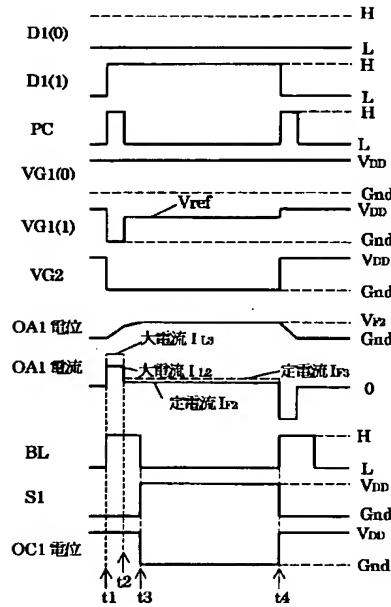 D1(0) H
L
D1(1) H
L
PC H
L
VG1(0) VDD
Gnd
VG1(1) Vref VDD
Gnd
VG2 VDD
Gnd
OA1 電位 VF2
Gnd
大電流 IL3
OA1 電流 大電流 IL2 定電流 IF3
0
定電流 IF2
BL H
L
S1 VDD
Gnd
OC1 電位 VDD
Gnd
t1 t2 t3 t4